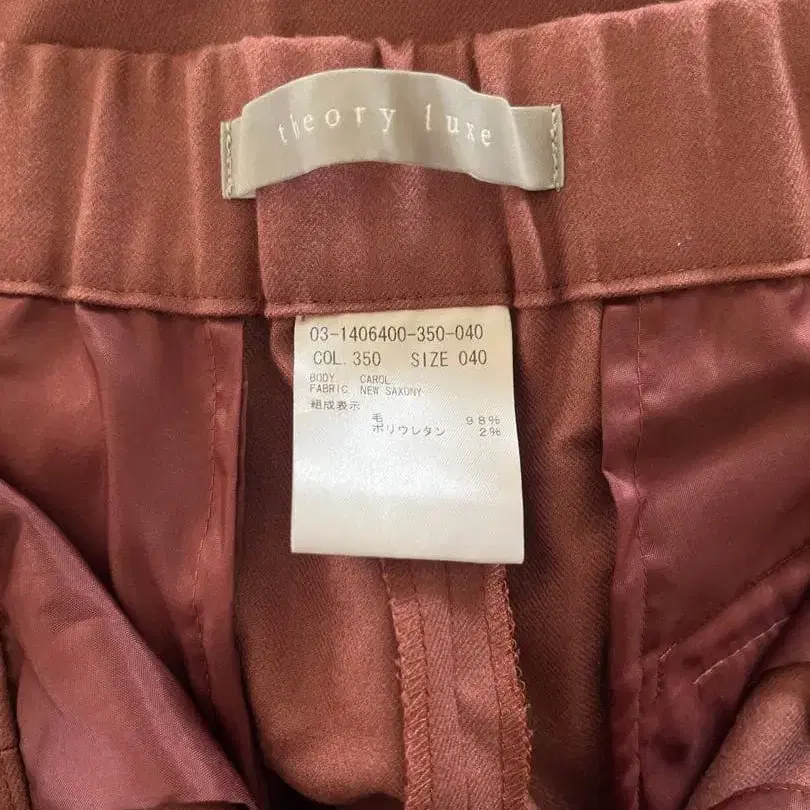 theory luxe
03-1406400-350-040
COL. 350 SIZE 040
BODY CAROL
FABRIC NEW SAXONY
組成表示
毛 98%
ポリウレタン 2%